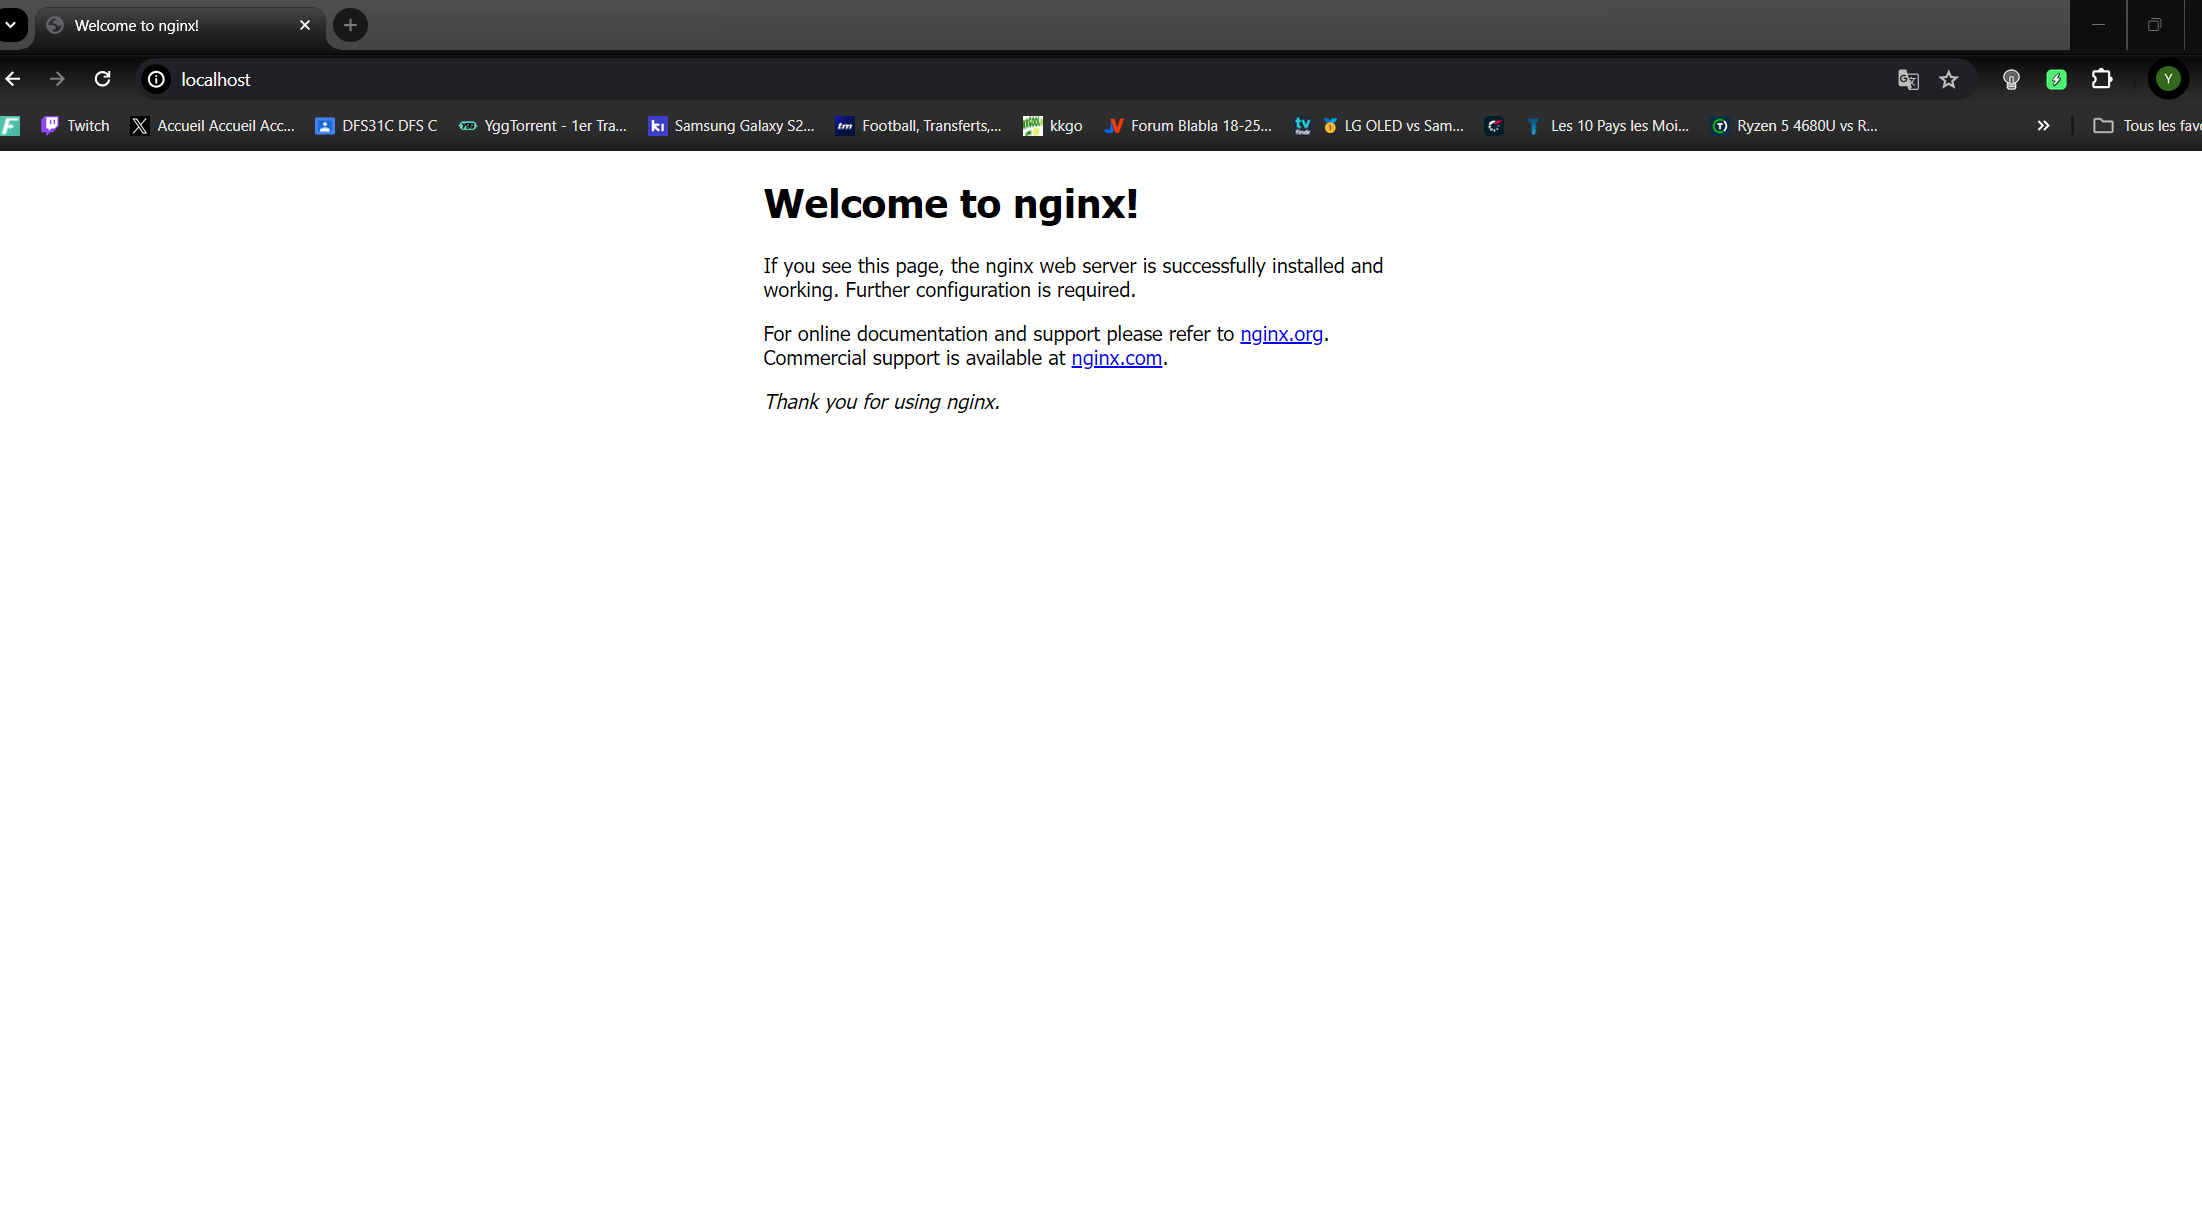 Welcome to nginx!
localhost
Twitch
Accueil Accueil Acc...
DFS31C DFS C
YggTorrent - 1er Tra...
Samsung Galaxy S2...
tm
Football, Transferts,...
kkgo
Forum Blabla 18-25...
tv
LG OLED vs Sam...
Les 10 Pays les Moi...
Ryzen 5 4680U vs R...
Tous les favo
Y
Welcome to nginx!
If you see this page, the nginx web server is successfully installed and
working. Further configuration is required.
For online documentation and support please refer to nginx.org.
Commercial support is available at nginx.com.
Thank you for using nginx.